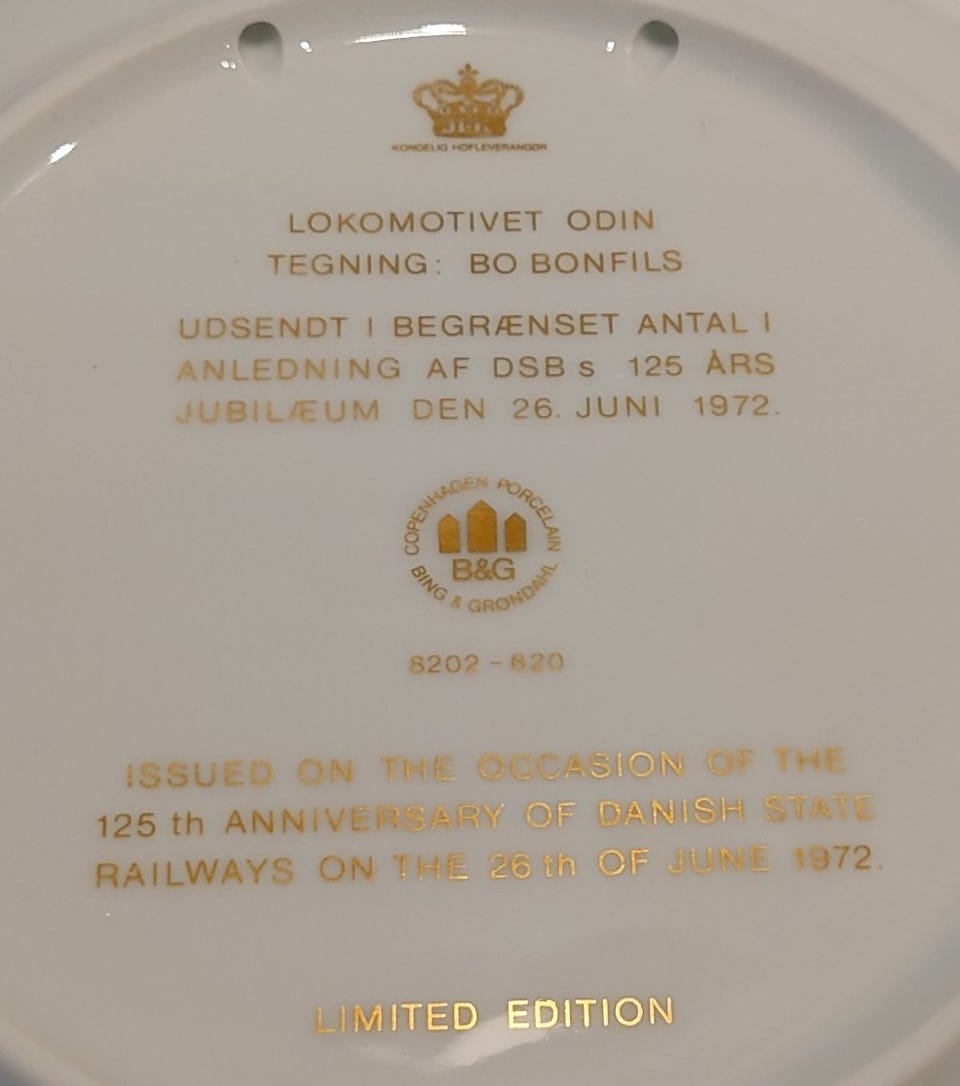 KONGELIG HOFLEVERANDØR
LOKOMOTIVET ODIN
TEGNING: BO BONFILS
UDSENDT I BEGRÆNSET ANTAL I
ANLEDNING AF DSBs 125 ÅRS
JUBILÆUM DEN 26. JUNI 1972.
COPENHAGEN PORCELAIN
B&G
BING & GRØNDAHL
8202-620
ISSUED ON THE OCCASION OF THE
125 th ANNIVERSARY OF DANISH STATE
RAILWAYS ON THE 26 th OF JUNE 1972.
LIMITED EDITION